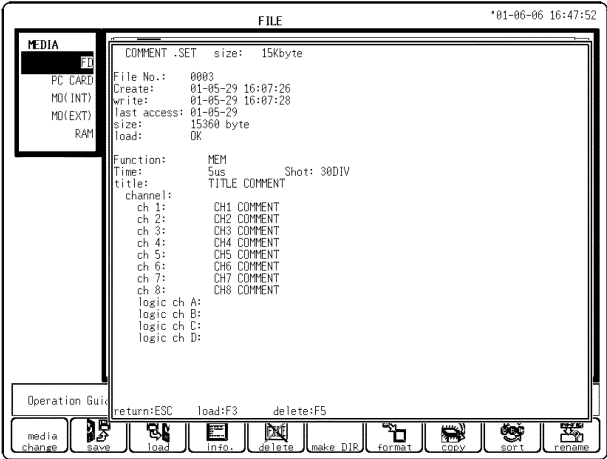 FILE
'01-06-06 16:47:52
MEDIA
FD
PC CARD
MO(INT)
MO(EXT)
RAM
COMMENT .SET size: 15Kbyte
File No.: 0003
Create: 01-05-29 16:07:26
write: 01-05-29 16:07:28
last access: 01-05-29
size: 15360 byte
load: OK
Function: MEM
Time: 5us Shot: 30DIV
title: TITLE COMMENT
channel:
ch 1: CH1 COMMENT
ch 2: CH2 COMMENT
ch 3: CH3 COMMENT
ch 4: CH4 COMMENT
ch 5: CH5 COMMENT
ch 6: CH6 COMMENT
ch 7: CH7 COMMENT
ch 8: CH8 COMMENT
logic ch A:
logic ch B:
logic ch C:
logic ch D:
return:ESC load:F3 delete:F5
Operation Guid
media change
save
load
info.
delete
make DIR
format
copy
sort
rename